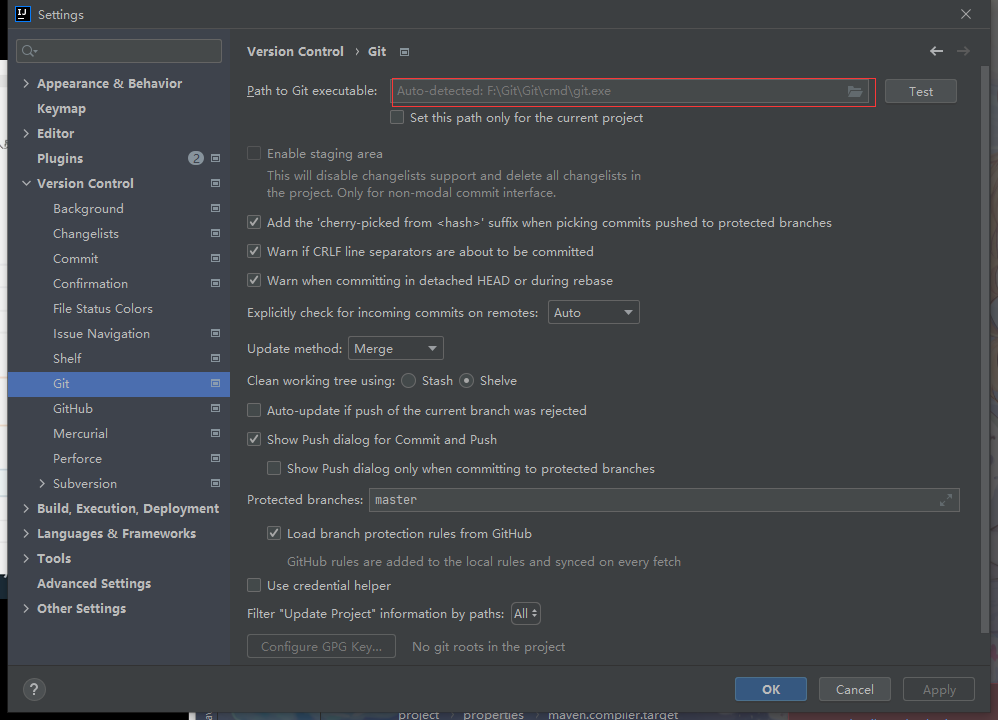 Settings
Appearance & Behavior
Keymap
Editor
Plugins
2
Version Control
Background
Changelists
Commit
Confirmation
File Status Colors
Issue Navigation
Shelf
Git
GitHub
Mercurial
Perforce
Subversion
Build, Execution, Deployment
Languages & Frameworks
Tools
Advanced Settings
Other Settings
Version Control › Git
Path to Git executable: Auto-detected: F:\Git\Git\cmd\git.exe Test
Set this path only for the current project
Enable staging area
This will disable changelists support and delete all changelists in
the project. Only for non-modal commit interface.
Add the 'cherry-picked from <hash>' suffix when picking commits pushed to protected branches
Warn if CRLF line separators are about to be committed
Warn when committing in detached HEAD or during rebase
Explicitly check for incoming commits on remotes: Auto
Update method: Merge
Clean working tree using: Stash Shelve
Auto-update if push of the current branch was rejected
Show Push dialog for Commit and Push
Show Push dialog only when committing to protected branches
Protected branches: master
Load branch protection rules from GitHub
GitHub rules are added to the local rules and synced on every fetch
Use credential helper
Filter "Update Project" information by paths: All
Configure GPG Key... No git roots in the project
? OK Cancel Apply
project › properties › maven.compiler.target